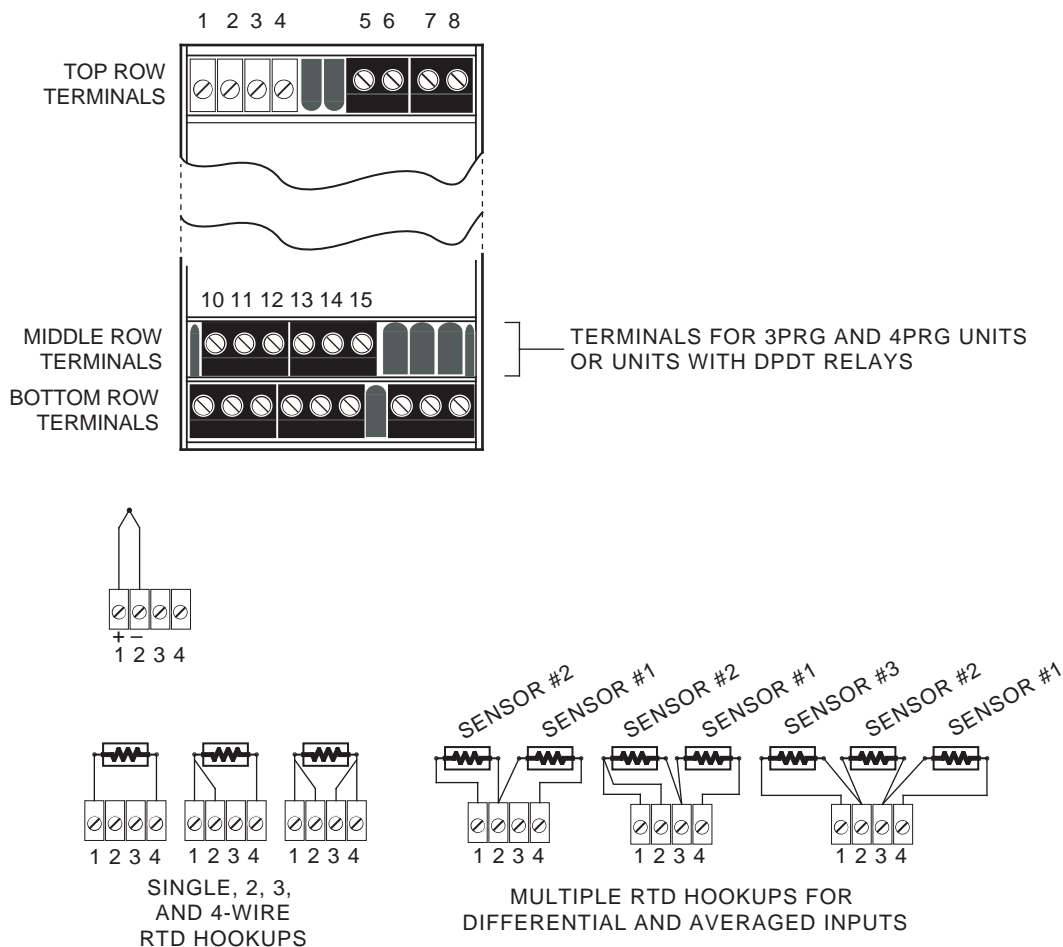 1 2 3 4 5 6 7 8
TOP ROW
TERMINALS
10 11 12 13 14 15
MIDDLE ROW
TERMINALS
TERMINALS FOR 3PRG AND 4PRG UNITS
OR UNITS WITH DPDT RELAYS
BOTTOM ROW
TERMINALS
+ –
1 2 3 4
SENSOR #2
SENSOR #1
SENSOR #2
SENSOR #1
SENSOR #3
SENSOR #2
SENSOR #1
1 2 3 4
1 2 3 4
1 2 3 4
1 2 3 4
1 2 3 4
1 2 3 4
SINGLE, 2, 3,
AND 4-WIRE
RTD HOOKUPS
MULTIPLE RTD HOOKUPS FOR
DIFFERENTIAL AND AVERAGED INPUTS